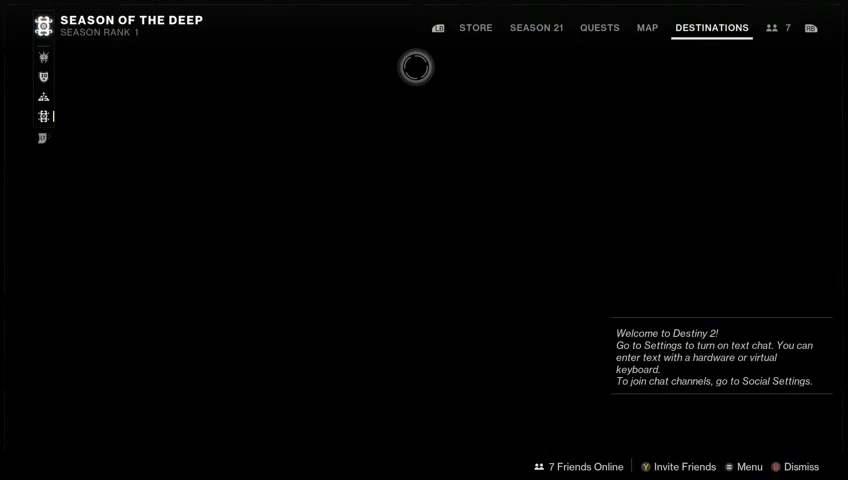 SEASON OF THE DEEP
SEASON RANK 1
LB STORE SEASON 21 QUESTS MAP DESTINATIONS 7 RB
Welcome to Destiny 2!
Go to Settings to turn on text chat. You can
enter text with a hardware or virtual
keyboard.
To join chat channels, go to Social Settings.
7 Friends Online Y Invite Friends Menu B Dismiss